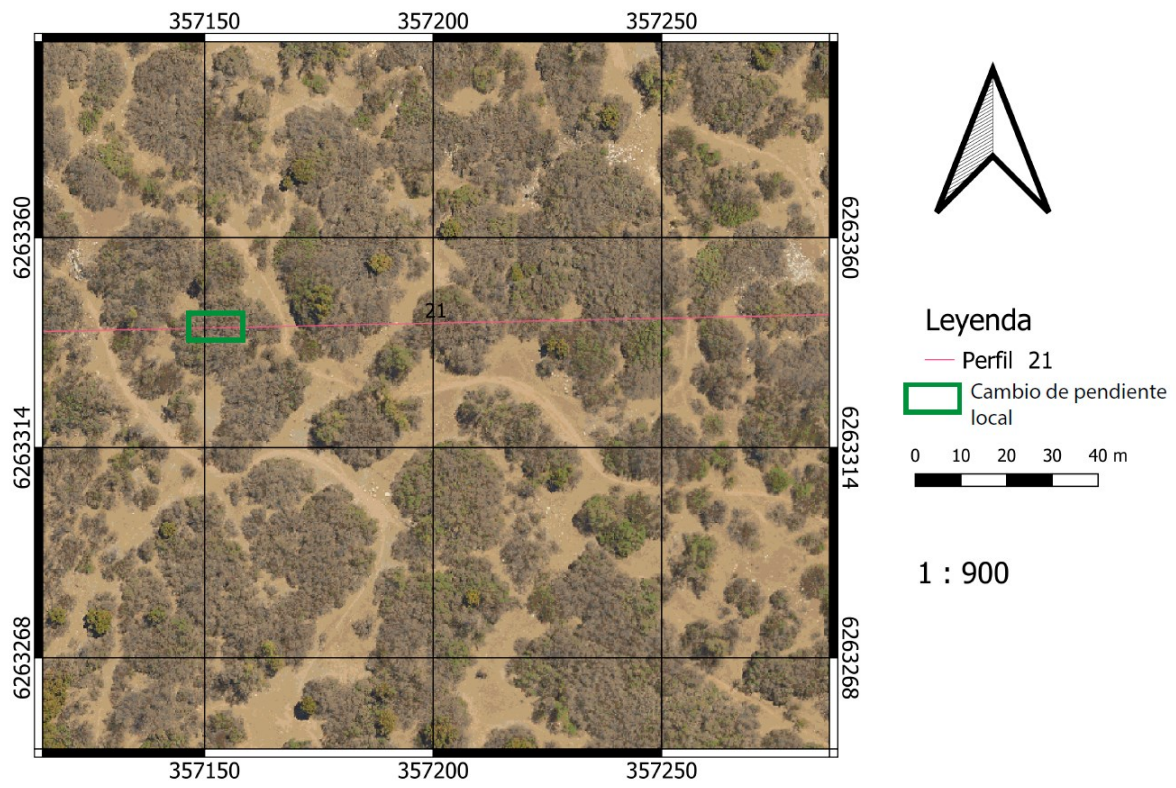 357150 357200 357250
6263360 6263360
21
Leyenda
Perfil 21
Cambio de pendiente
local
6263314 6263314
0 10 20 30 40 m
1 : 900
6263268 6263268
357150 357200 357250